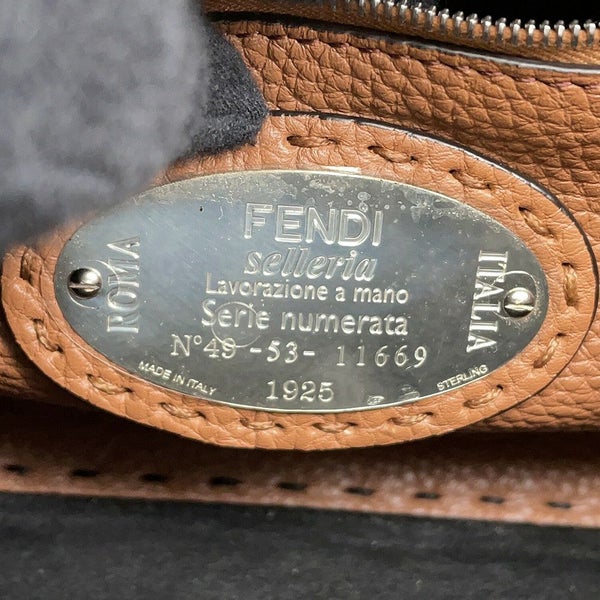 FENDI
selleria
Lavorazione a mano
ROMA
ITALIA
Serie numerata
N° 49 -53- 11669
MADE IN ITALY
1925
STERLING